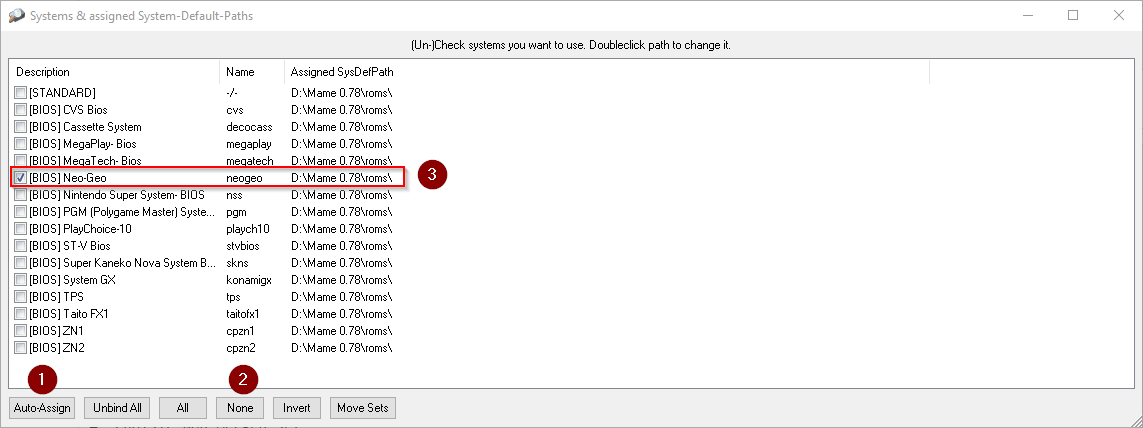 Systems & assigned System-Default-Paths
(Un-)Check systems you want to use. Doubleclick path to change it.
Description Name Assigned SysDefPath
[STANDARD] -/- D:\Mame 0.78\roms\
[BIOS] CVS Bios cvs D:\Mame 0.78\roms\
[BIOS] Cassette System decocass D:\Mame 0.78\roms\
[BIOS] MegaPlay- Bios megaplay D:\Mame 0.78\roms\
[BIOS] MegaTech- Bios megatech D:\Mame 0.78\roms\
[BIOS] Neo-Geo neogeo D:\Mame 0.78\roms\ 3
[BIOS] Nintendo Super System- BIOS nss D:\Mame 0.78\roms\
[BIOS] PGM (Polygame Master) Syste... pgm D:\Mame 0.78\roms\
[BIOS] PlayChoice-10 playch10 D:\Mame 0.78\roms\
[BIOS] ST-V Bios stvbios D:\Mame 0.78\roms\
[BIOS] Super Kaneko Nova System B... skns D:\Mame 0.78\roms\
[BIOS] System GX konamigx D:\Mame 0.78\roms\
[BIOS] TPS tps D:\Mame 0.78\roms\
[BIOS] Taito FX1 taitofx1 D:\Mame 0.78\roms\
[BIOS] ZN1 cpzn1 D:\Mame 0.78\roms\
[BIOS] ZN2 cpzn2 D:\Mame 0.78\roms\
1 2
Auto-Assign Unbind All All None Invert Move Sets